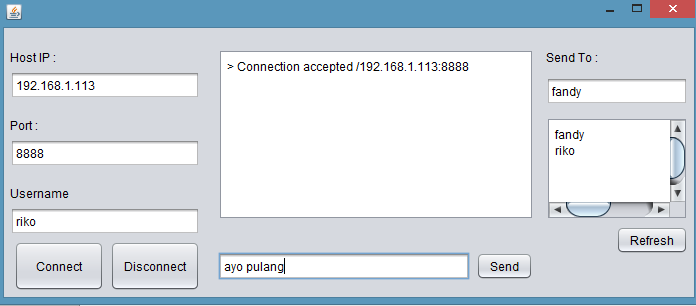 Host IP :
192.168.1.113
Port :
8888
Username
riko
Connect
Disconnect
> Connection accepted /192.168.1.113:8888
ayo pulang
Send
Send To :
fandy
fandy
riko
Refresh